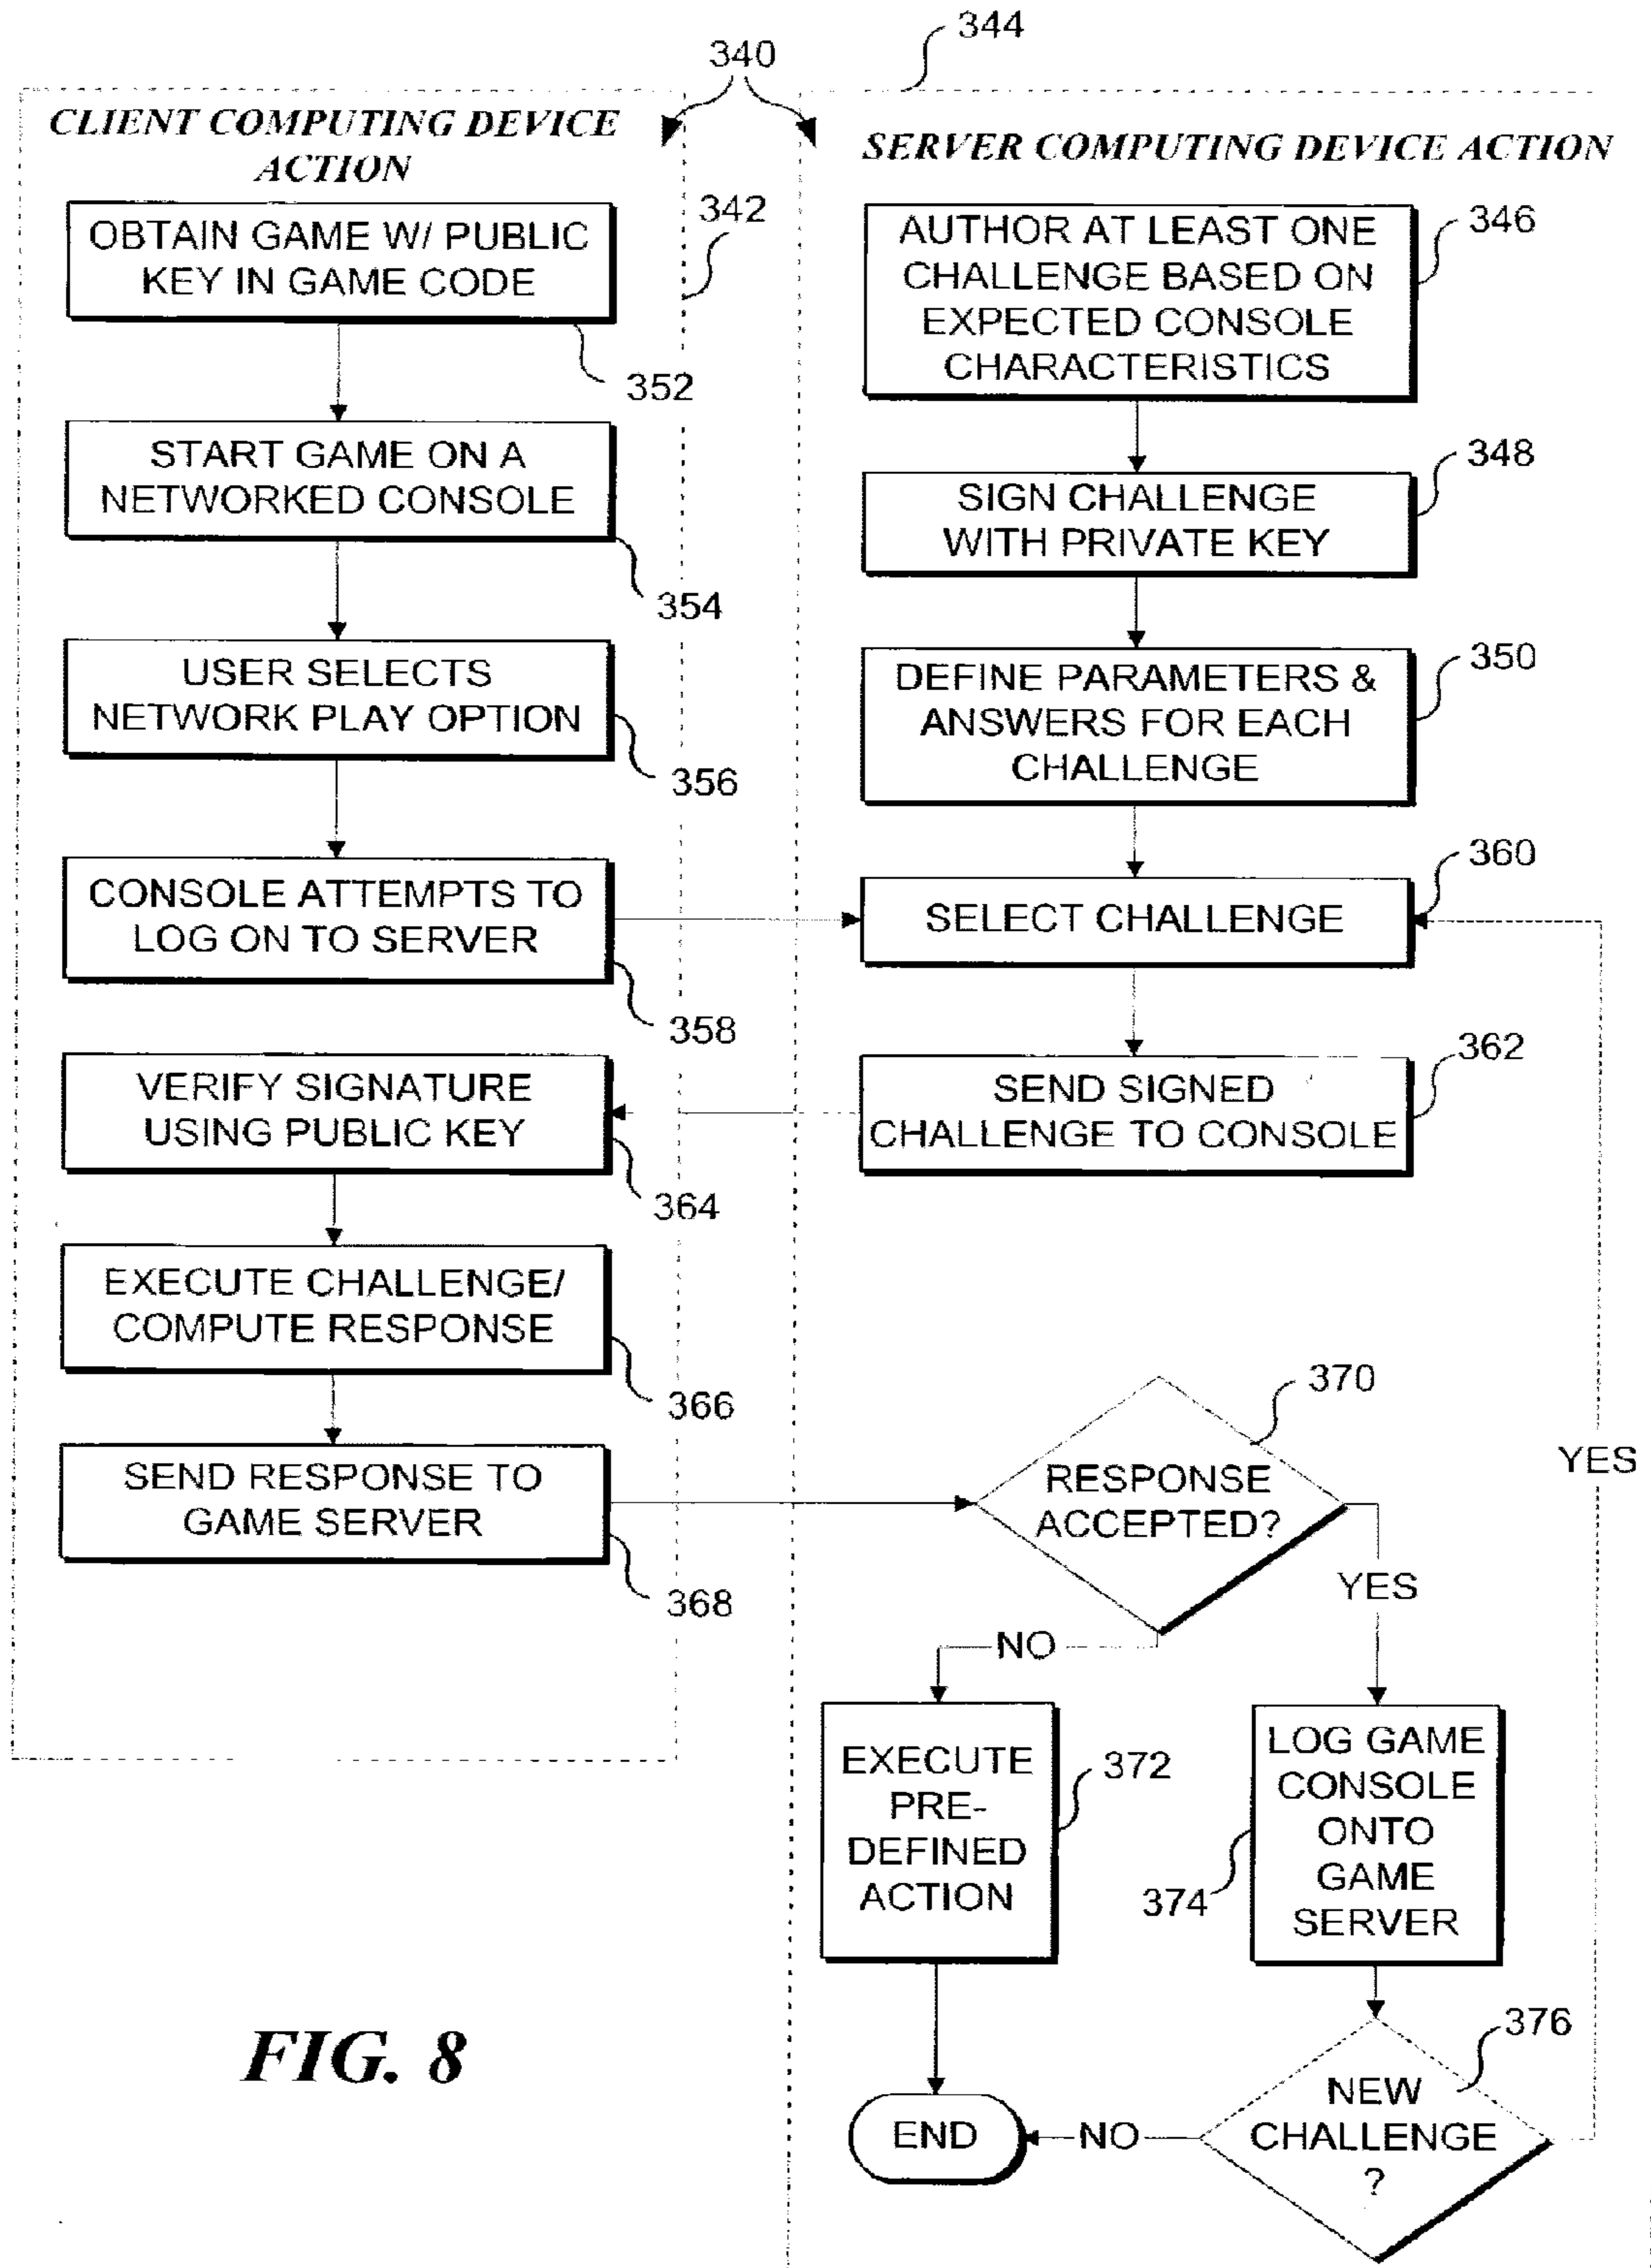 344
340
CLIENT COMPUTING DEVICE
ACTION
342
OBTAIN GAME W/ PUBLIC
KEY IN GAME CODE
352
START GAME ON A
NETWORKED CONSOLE
354
USER SELECTS
NETWORK PLAY OPTION
356
CONSOLE ATTEMPTS TO
LOG ON TO SERVER
358
VERIFY SIGNATURE
USING PUBLIC KEY
364
EXECUTE CHALLENGE/
COMPUTE RESPONSE
366
SEND RESPONSE TO
GAME SERVER
368
SERVER COMPUTING DEVICE ACTION
AUTHOR AT LEAST ONE
CHALLENGE BASED ON
EXPECTED CONSOLE
CHARACTERISTICS
346
SIGN CHALLENGE
WITH PRIVATE KEY
348
DEFINE PARAMETERS &
ANSWERS FOR EACH
CHALLENGE
350
SELECT CHALLENGE
360
SEND SIGNED
CHALLENGE TO CONSOLE
362
RESPONSE
ACCEPTED?
370
YES
YES
NO
EXECUTE
PRE-
DEFINED
ACTION
372
LOG GAME
CONSOLE
ONTO
GAME
SERVER
374
NEW
CHALLENGE
?
376
NO
END
FIG. 8